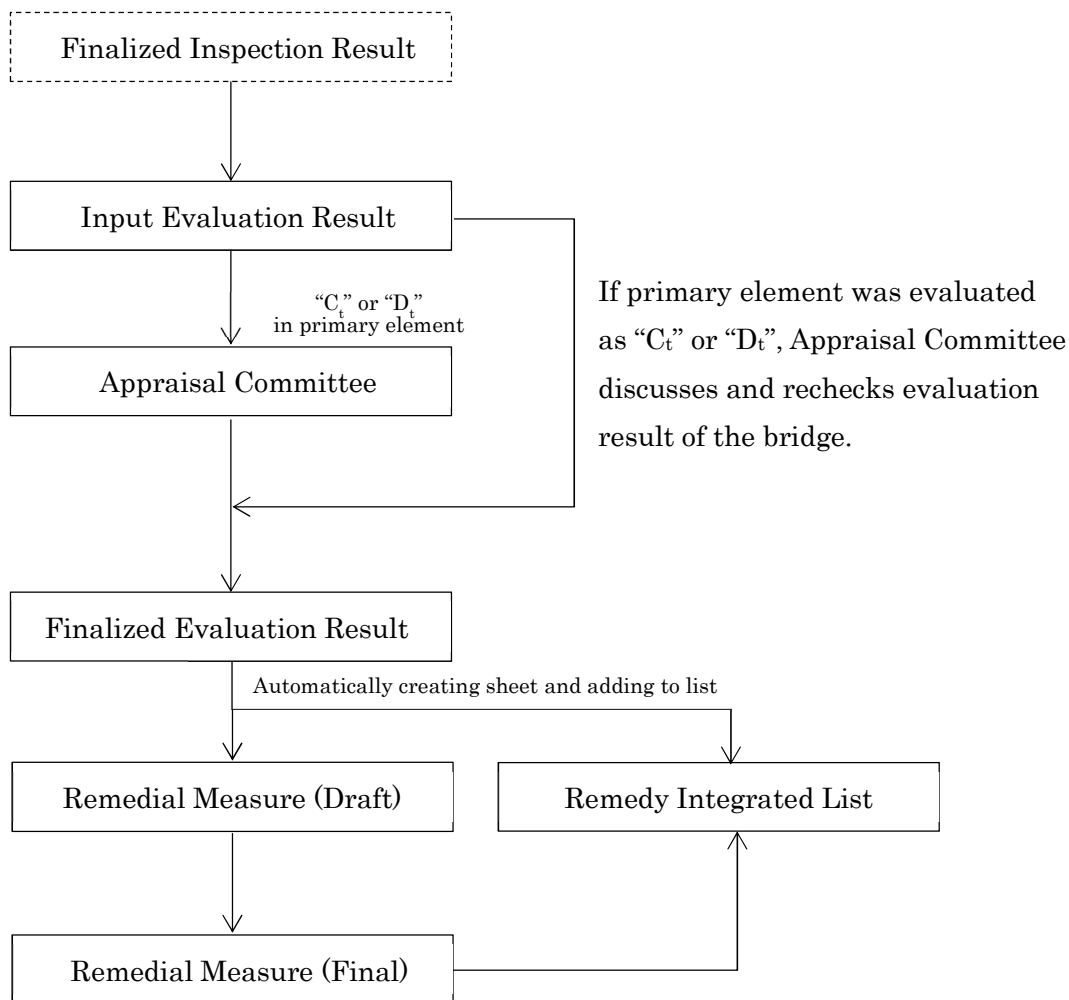 Finalized Inspection Result
Input Evaluation Result
“Cₜ” or “Dₜ”
in primary element
If primary element was evaluated
as “Cₜ” or “Dₜ”, Appraisal Committee
discusses and rechecks evaluation
result of the bridge.
Appraisal Committee
Finalized Evaluation Result
Automatically creating sheet and adding to list
Remedial Measure (Draft)
Remedy Integrated List
Remedial Measure (Final)